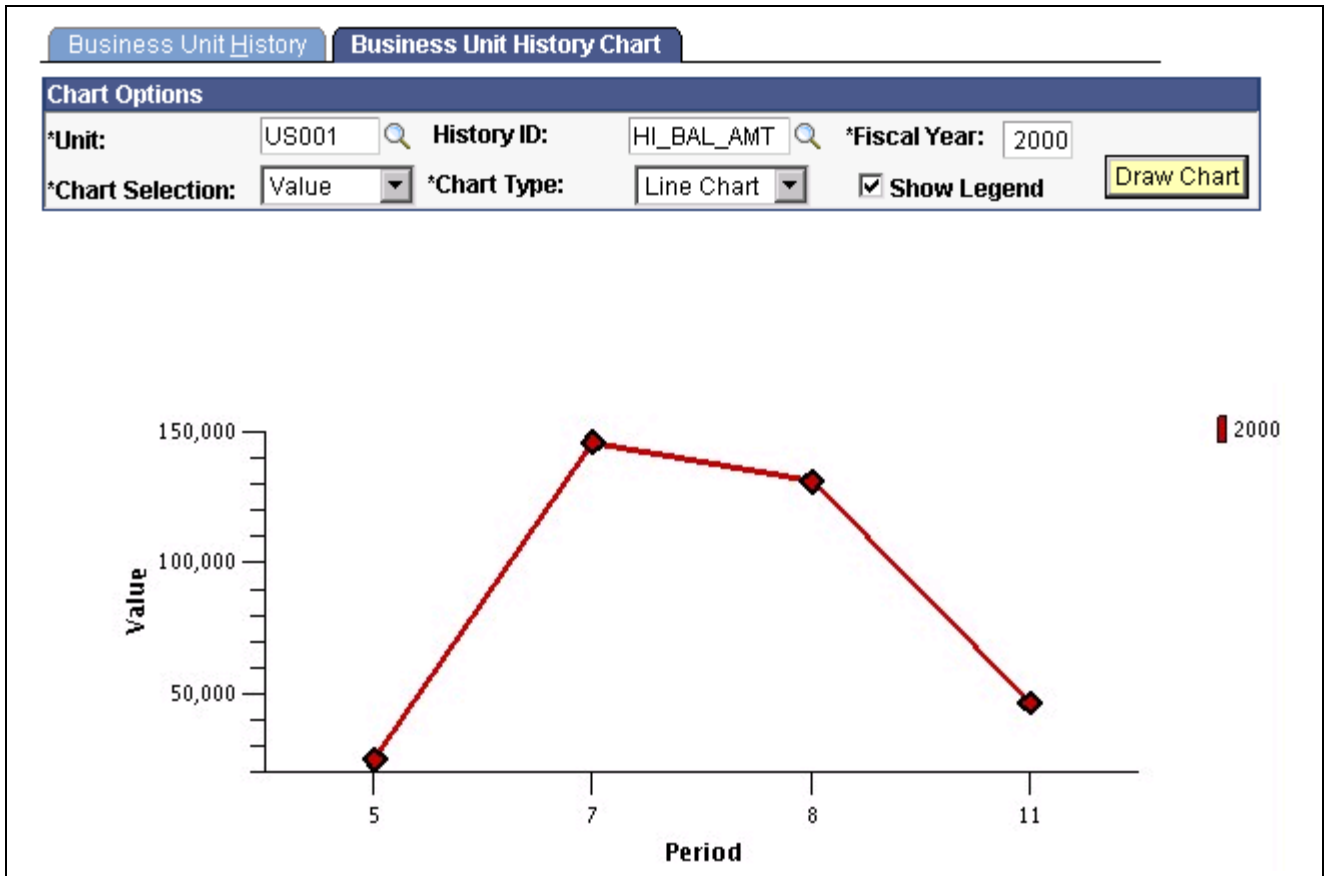 Business Unit History Business Unit History Chart
Chart Options
*Unit: US001 History ID: HI_BAL_AMT *Fiscal Year: 2000
*Chart Selection: Value *Chart Type: Line Chart Show Legend Draw Chart
150,000
100,000
50,000
Value
5 7 8 11
Period
2000